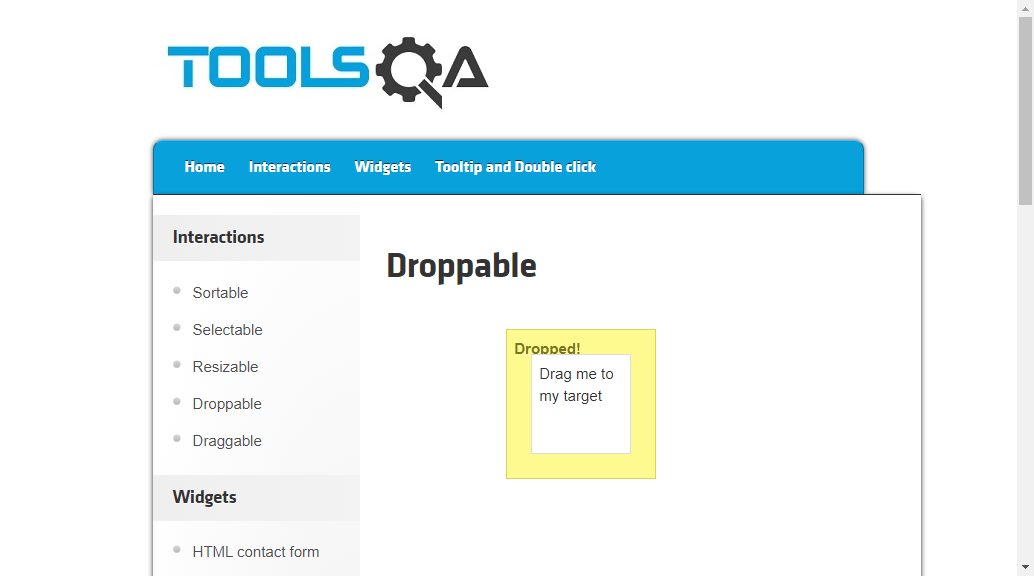 TOOLSQA
Home Interactions Widgets Tooltip and Double click
Interactions
Sortable
Selectable
Resizable
Droppable
Draggable
Widgets
HTML contact form
Droppable
Dropped!
Drag me to
my target